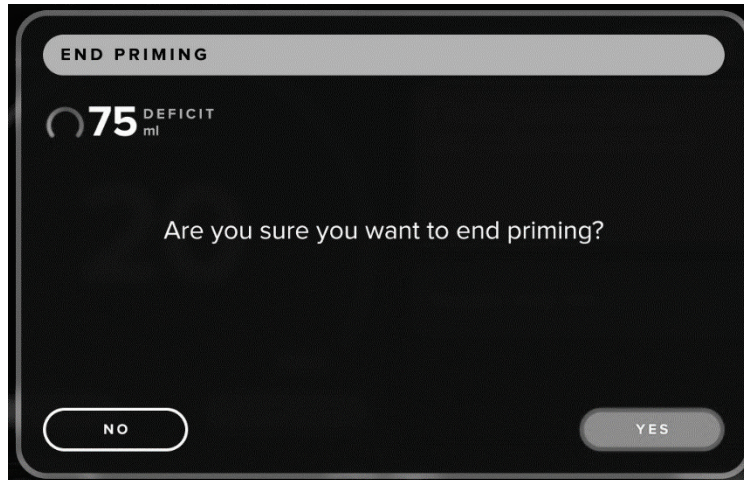 END PRIMING
75 DEFICIT
ml
Are you sure you want to end priming?
NO
YES